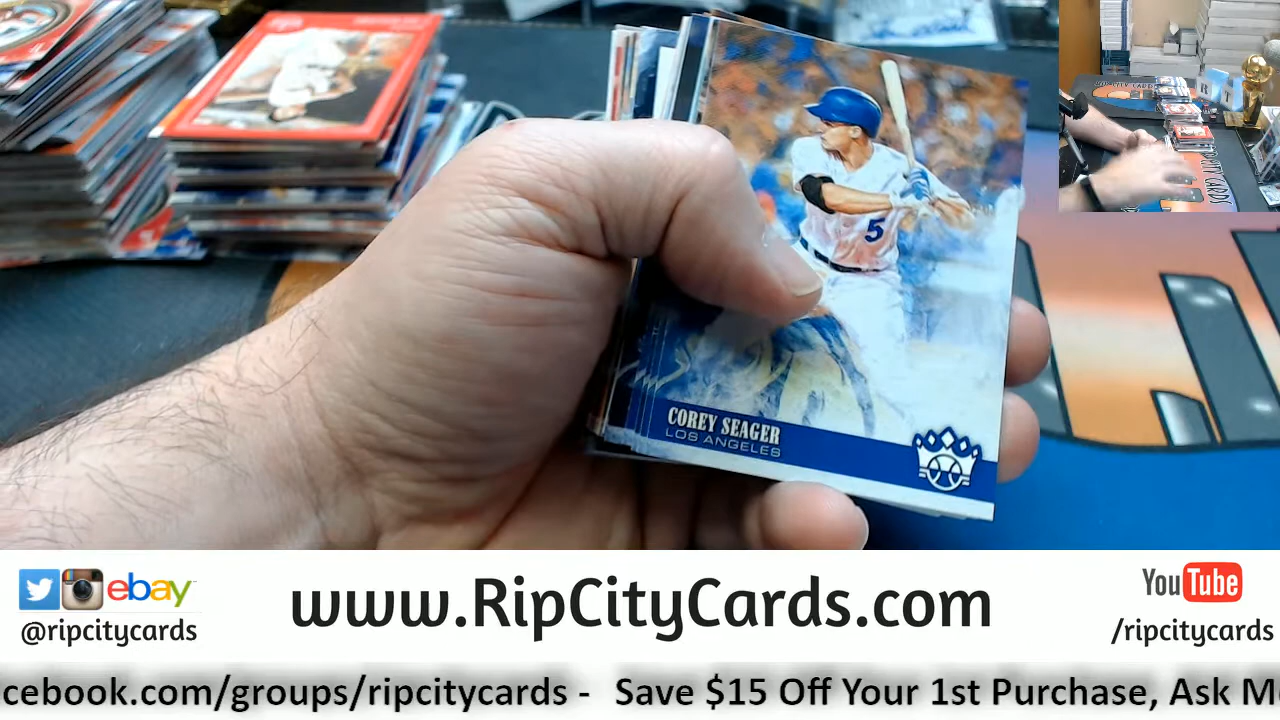 5
COREY SEAGER
LOS ANGELES
ebay
@ripcitycards
www.RipCityCards.com
YouTube
/ripcitycards
cebook.com/groups/ripcitycards - Save $15 Off Your 1st Purchase, Ask M